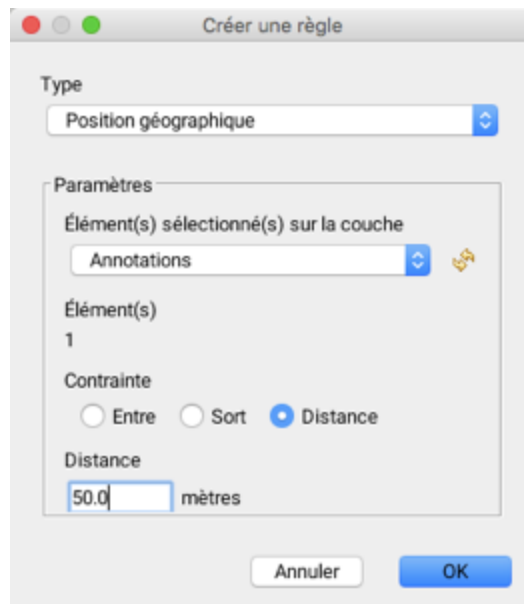 Créer une règle
Type
Position géographique
Paramètres
Élément(s) sélectionné(s) sur la couche
Annotations
Élément(s)
1
Contrainte
Entre Sort Distance
Distance
50.0 mètres
Annuler OK